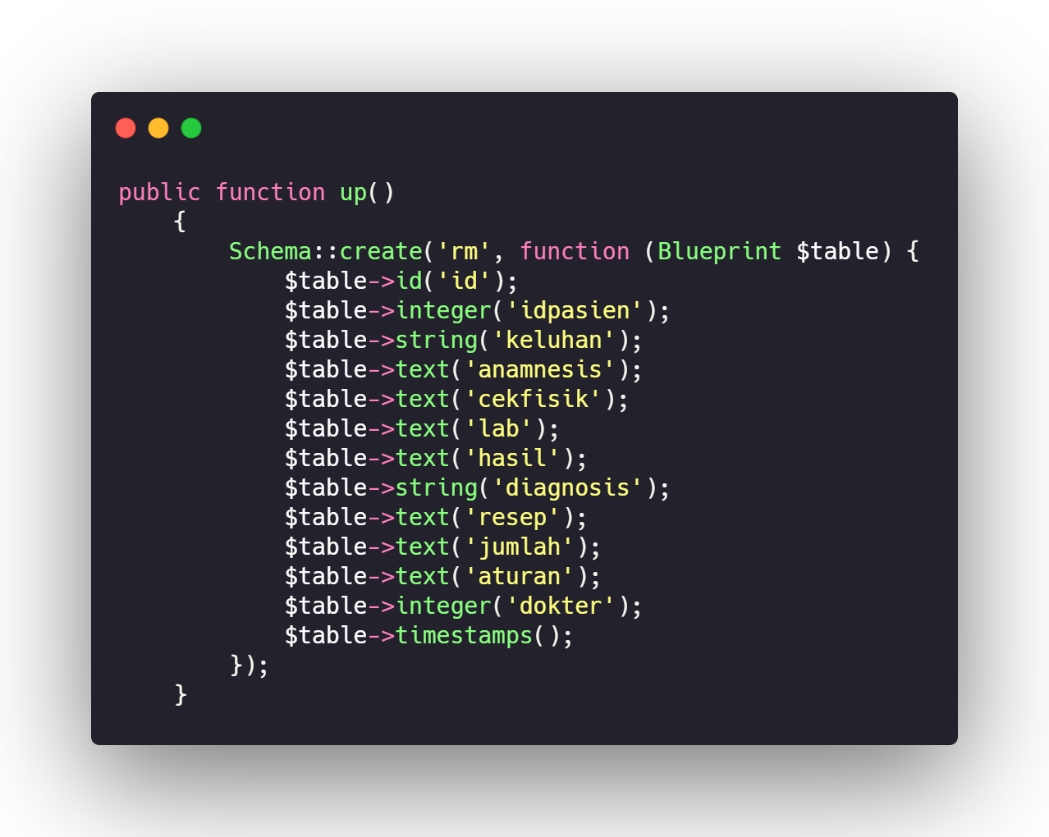 public function up()
    {
        Schema::create('rm', function (Blueprint $table) {
            $table->id('id');
            $table->integer('idpasien');
            $table->string('keluhan');
            $table->text('anamnesis');
            $table->text('cekfisik');
            $table->text('lab');
            $table->text('hasil');
            $table->string('diagnosis');
            $table->text('resep');
            $table->text('jumlah');
            $table->text('aturan');
            $table->integer('dokter');
            $table->timestamps();
        });
    }